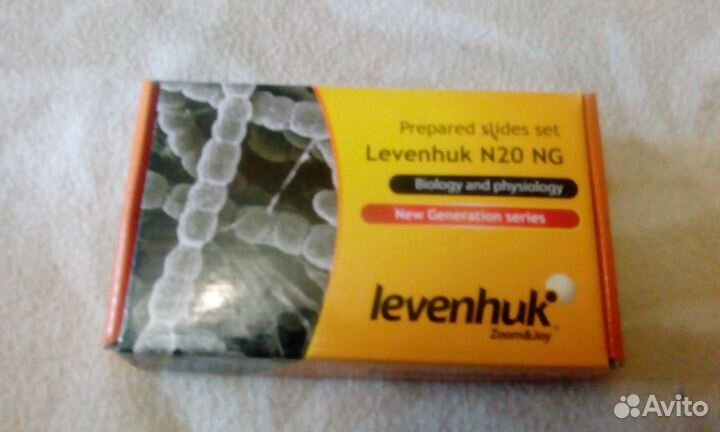 Prepared slides set
Levenhuk N20 NG
Biology and physiology
New Generation series
levenhuk
Zoom&Joy
Avito